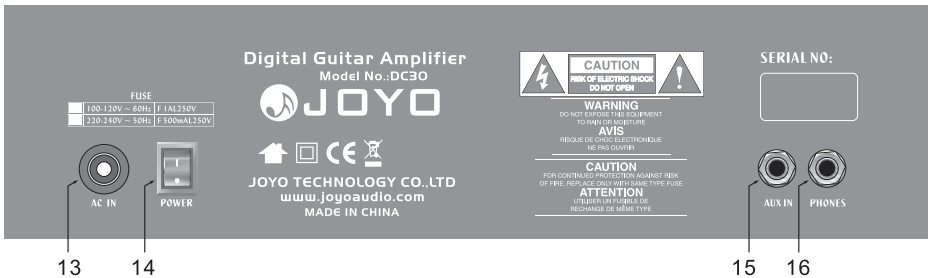 FUSE
100-120V ~ 60Hz F 1AL250V
220-240V ~ 50Hz F 500mAL250V
AC IN
POWER
Digital Guitar Amplifier
Model No.:DC30
JOYO
CE
JOYO TECHNOLOGY CO.,LTD
www.joyoaudio.com
MADE IN CHINA
CAUTION
RISK OF ELECTRIC SHOCK
DO NOT OPEN
WARNING
DO NOT EXPOSE THIS EQUIPMENT
TO RAIN OR MOISTURE
AVIS
RISQUE DE CHOC ELECTRONIQUE
NE PAS OUVRIR
CAUTION
FOR CONTINUED PROTECTION AGAINST RISK
OF FIRE, REPLACE ONLY WITH SAME TYPE FUSE
ATTENTION
UTILISER UN FUSIBLE DE
RECHANGE DE MÊME TYPE
SERIAL NO:
AUX IN
PHONES
13
14
15
16